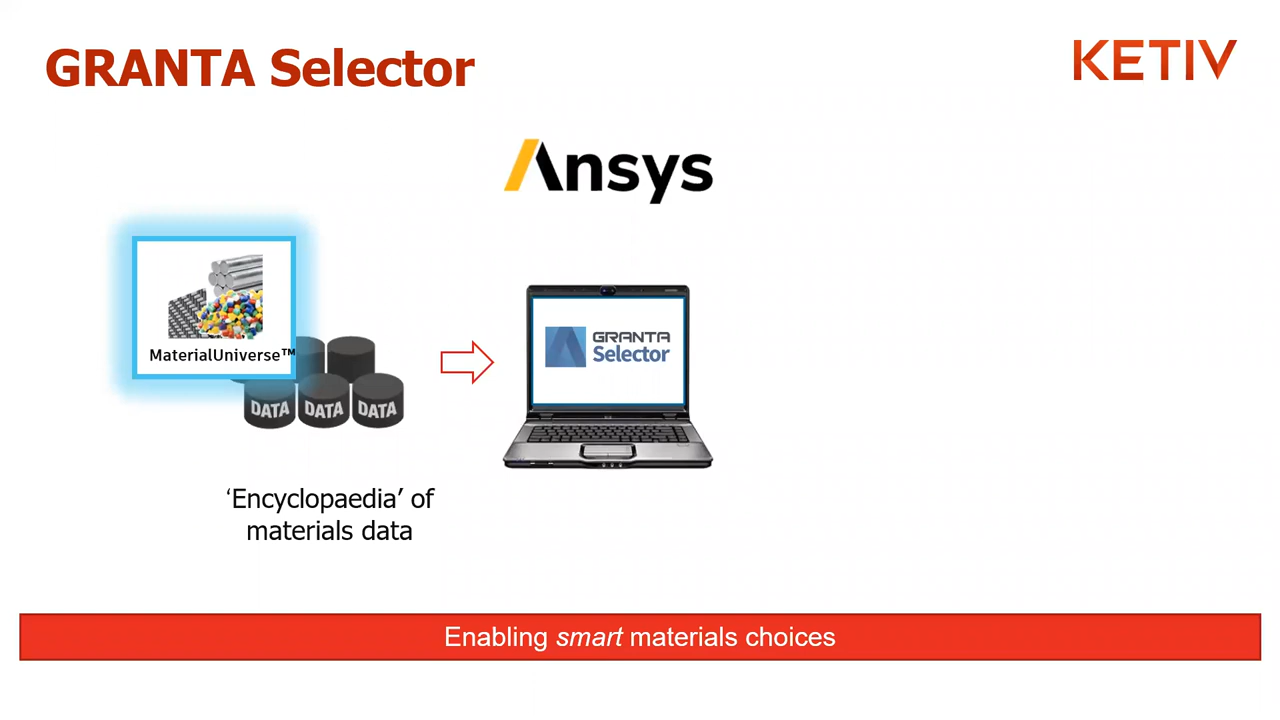 GRANTA Selector
KETIV
Ansys
MaterialUniverse™
GRANTA
Selector
DATA DATA DATA
‘Encyclopaedia’ of
materials data
Enabling smart materials choices